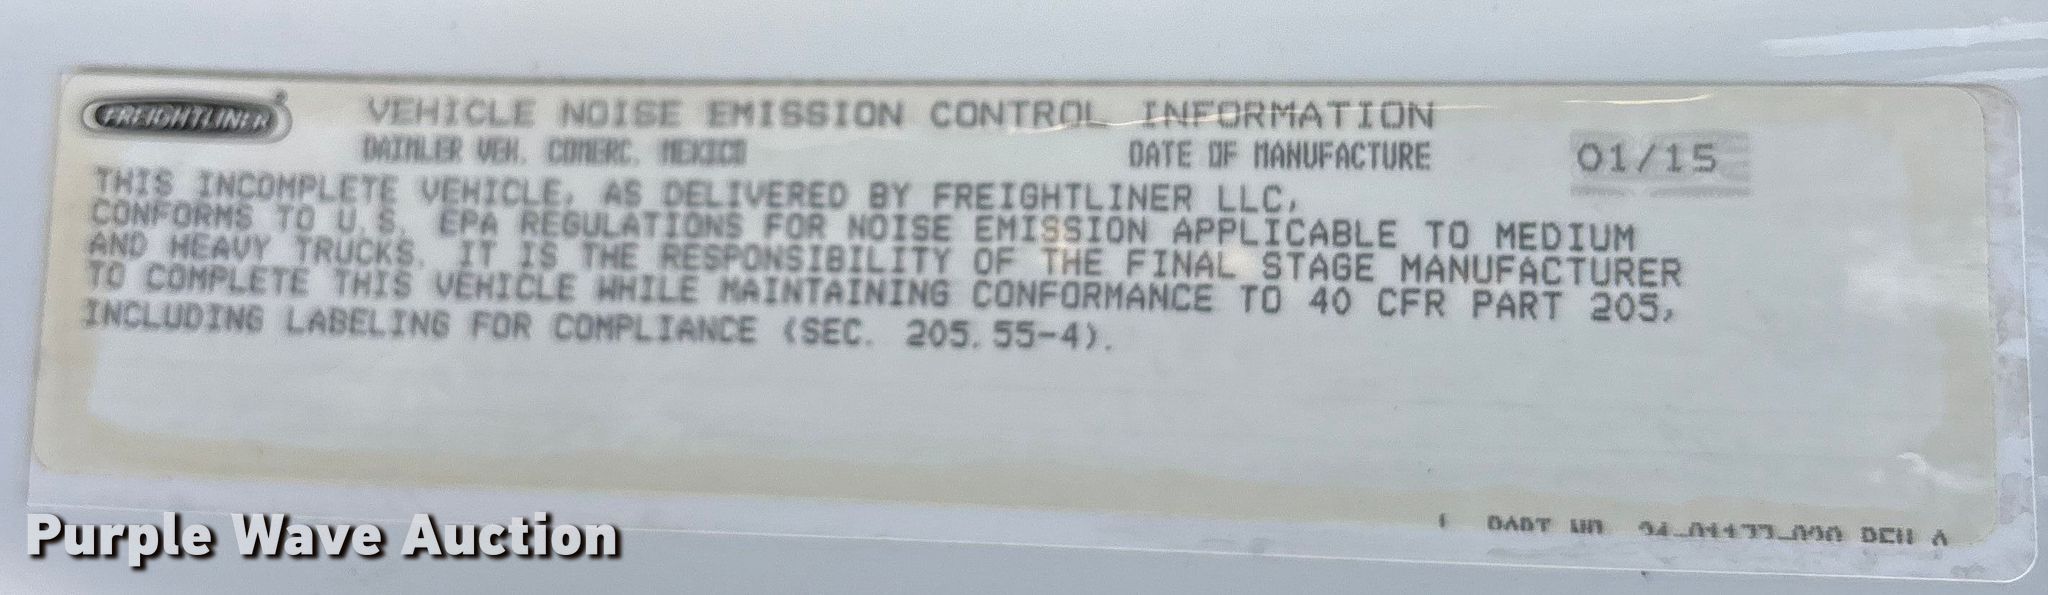 FREIGHTLINER VEHICLE NOISE EMISSION CONTROL INFORMATION
DAIMLER VEH. COMERC. MEXICO DATE OF MANUFACTURE 01/15
THIS INCOMPLETE VEHICLE, AS DELIVERED BY FREIGHTLINER LLC,
CONFORMS TO U.S. EPA REGULATIONS FOR NOISE EMISSION APPLICABLE TO MEDIUM
AND HEAVY TRUCKS. IT IS THE RESPONSIBILITY OF THE FINAL STAGE MANUFACTURER
TO COMPLETE THIS VEHICLE WHILE MAINTAINING CONFORMANCE TO 40 CFR PART 205,
INCLUDING LABELING FOR COMPLIANCE (SEC. 205.55-4).
PART NO. REV A
Purple Wave Auction